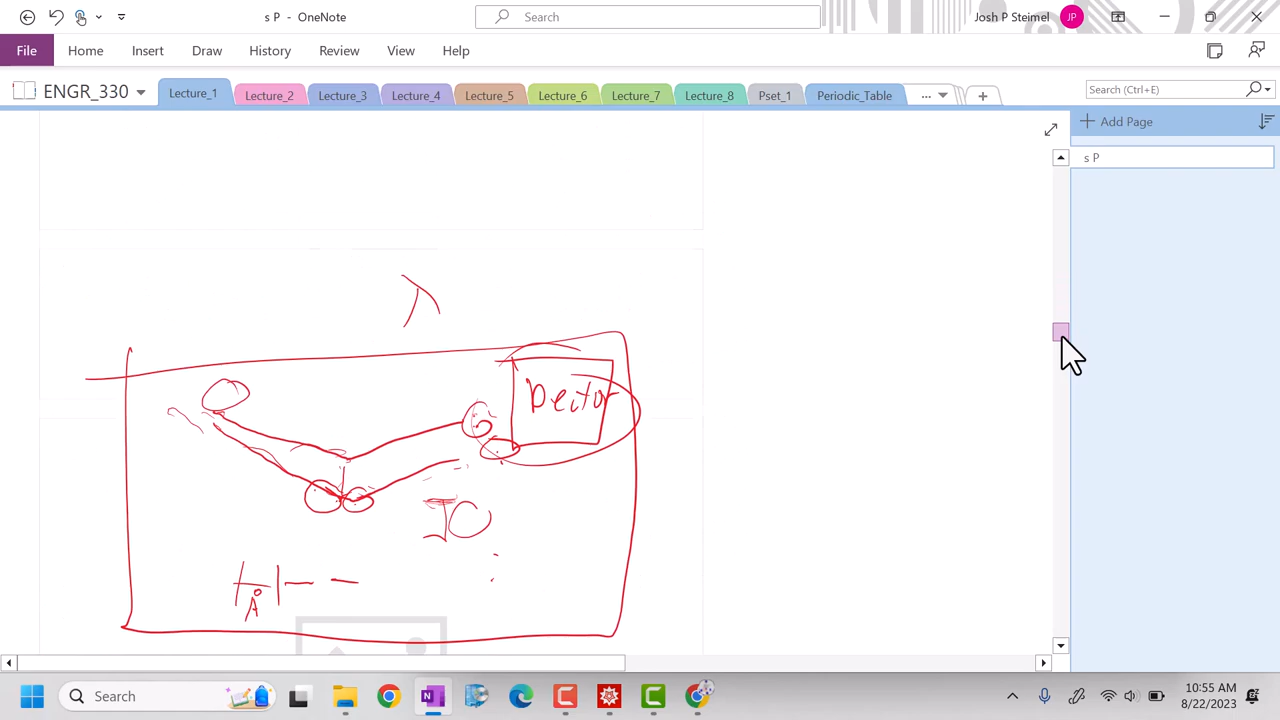 s P - OneNote
Search
Josh P Steimel
JP
File
Home
Insert
Draw
History
Review
View
Help
ENGR_330
Lecture_1
Lecture_2
Lecture_3
Lecture_4
Lecture_5
Lecture_6
Lecture_7
Lecture_8
Pset_1
Periodic_Table
...
Search (Ctrl+E)
Add Page
s P
λ
Å
Search
10:55 AM
8/22/2023